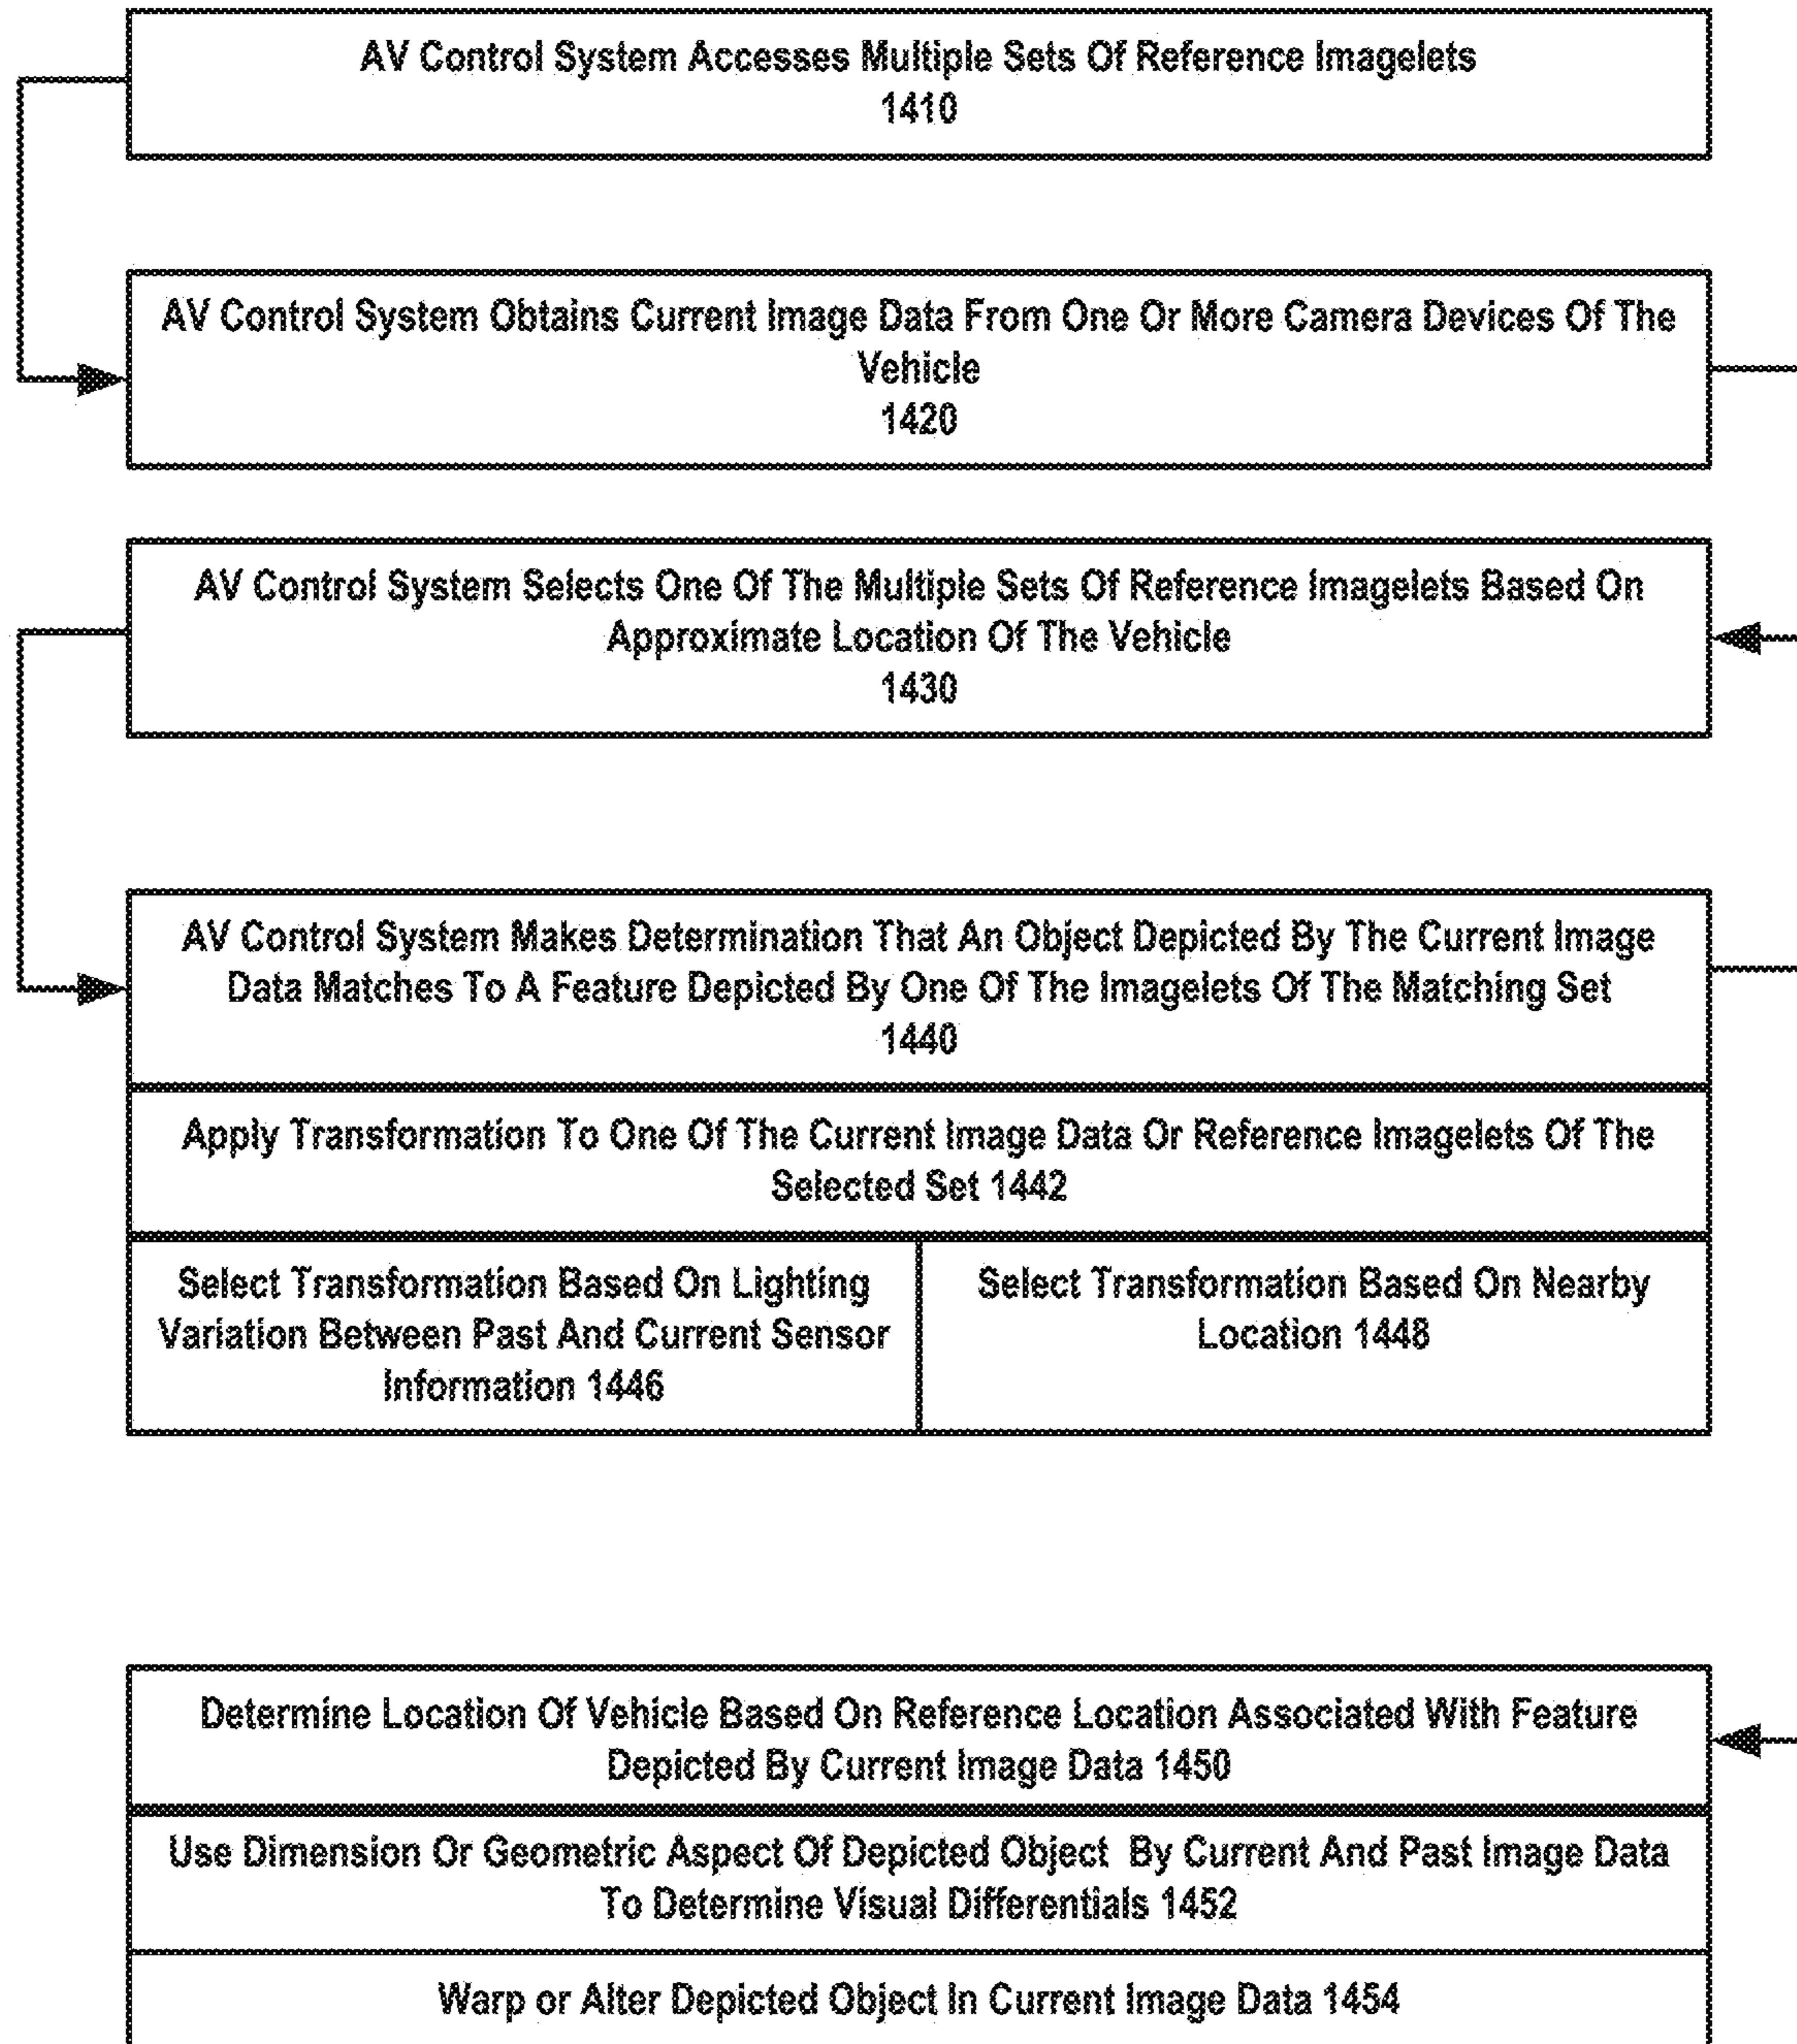 AV Control System Accesses Multiple Sets Of Reference Imagelets
1410
AV Control System Obtains Current Image Data From One Or More Camera Devices Of The
Vehicle
1420
AV Control System Selects One Of The Multiple Sets Of Reference Imagelets Based On
Approximate Location Of The Vehicle
1430
AV Control System Makes Determination That An Object Depicted By The Current Image
Data Matches To A Feature Depicted By One Of The Imagelets Of The Matching Set
1440
Apply Transformation To One Of The Current Image Data Or Reference Imagelets Of The
Selected Set 1442
Select Transformation Based On Lighting
Variation Between Past And Current Sensor
Information 1446
Select Transformation Based On Nearby
Location 1448
Determine Location Of Vehicle Based On Reference Location Associated With Feature
Depicted By Current Image Data 1450
Use Dimension Or Geometric Aspect Of Depicted Object By Current And Past Image Data
To Determine Visual Differentials 1452
Warp or Alter Depicted Object In Current Image Data 1454